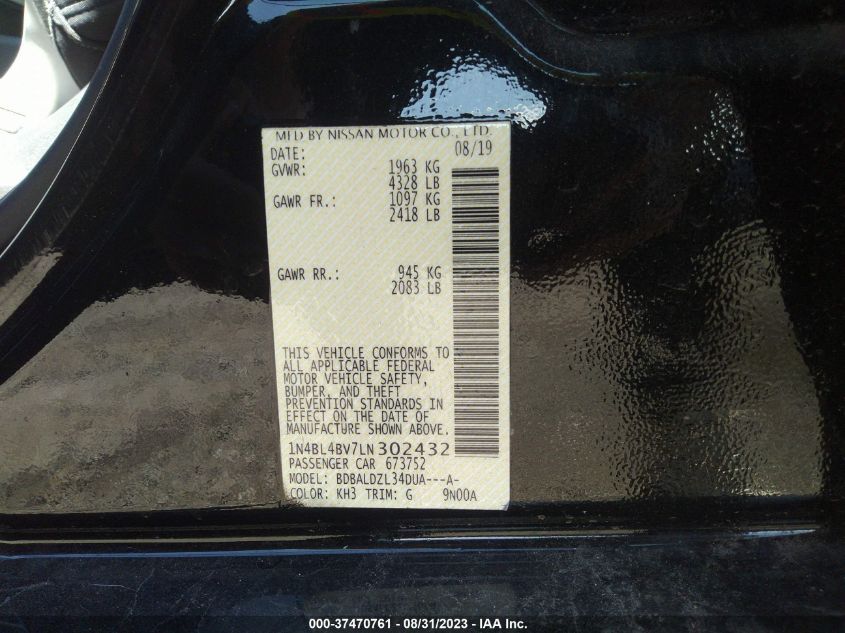 MFD BY NISSAN MOTOR CO., LTD.
DATE: 08/19
GVWR: 1963 KG
4328 LB
GAWR FR.: 1097 KG
2418 LB
GAWR RR.: 945 KG
2083 LB
THIS VEHICLE CONFORMS TO
ALL APPLICABLE FEDERAL
MOTOR VEHICLE SAFETY,
BUMPER, AND THEFT
PREVENTION STANDARDS IN
EFFECT ON THE DATE OF
MANUFACTURE SHOWN ABOVE.
1N4BL4BV7LN302432
PASSENGER CAR 673752
MODEL: BDBALDZL34DUA---A-
COLOR: KH3 TRIM: G 9N00A
000-37470761 - 08/31/2023 - IAA Inc.